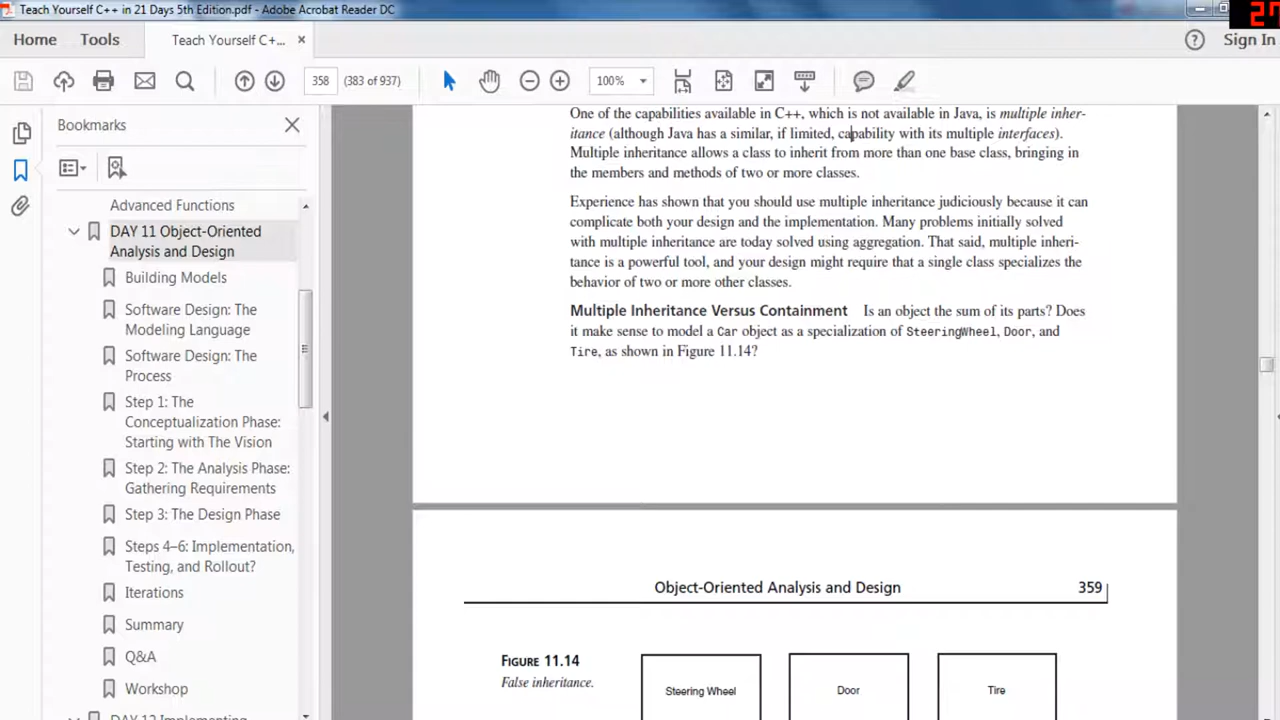 Teach Yourself C++ in 21 Days 5th Edition.pdf - Adobe Acrobat Reader DC
Home
Tools
Teach Yourself C+...
Sign In
358
(383 of 937)
100%
Bookmarks
Advanced Functions
DAY 11 Object-Oriented
Analysis and Design
Building Models
Software Design: The
Modeling Language
Software Design: The
Process
Step 1: The
Conceptualization Phase:
Starting with The Vision
Step 2: The Analysis Phase:
Gathering Requirements
Step 3: The Design Phase
Steps 4–6: Implementation,
Testing, and Rollout?
Iterations
Summary
Q&A
Workshop
DAY 12 Implementing
One of the capabilities available in C++, which is not available in Java, is multiple inher-
itance (although Java has a similar, if limited, capability with its multiple interfaces).
Multiple inheritance allows a class to inherit from more than one base class, bringing in
the members and methods of two or more classes.
Experience has shown that you should use multiple inheritance judiciously because it can
complicate both your design and the implementation. Many problems initially solved
with multiple inheritance are today solved using aggregation. That said, multiple inheri-
tance is a powerful tool, and your design might require that a single class specializes the
behavior of two or more other classes.
Multiple Inheritance Versus Containment Is an object the sum of its parts? Does
it make sense to model a Car object as a specialization of SteeringWheel, Door, and
Tire, as shown in Figure 11.14?
Object-Oriented Analysis and Design 359
FIGURE 11.14
False inheritance.
Steering Wheel
Door
Tire